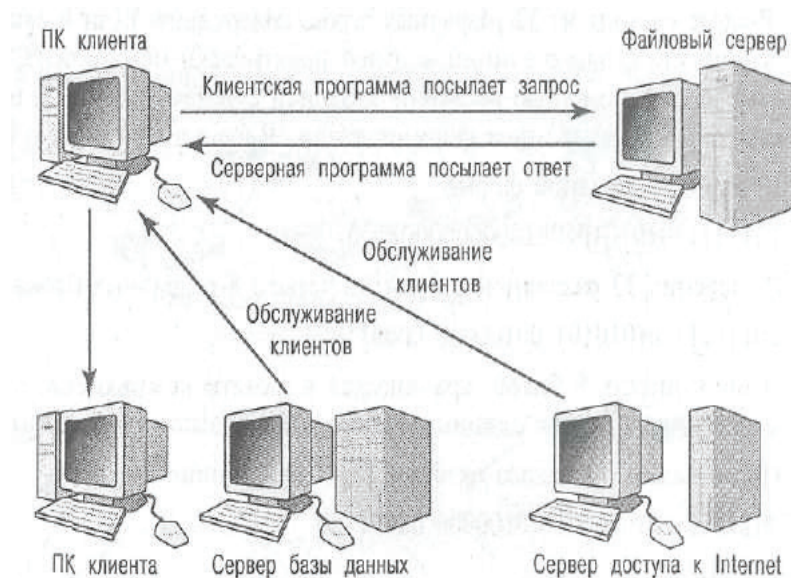 ПК клиента
Файловый сервер
Клиентская программа посылает запрос
Серверная программа посылает ответ
Обслуживание
клиентов
Обслуживание
клиентов
ПК клиента
Сервер базы данных
Сервер доступа к Internet